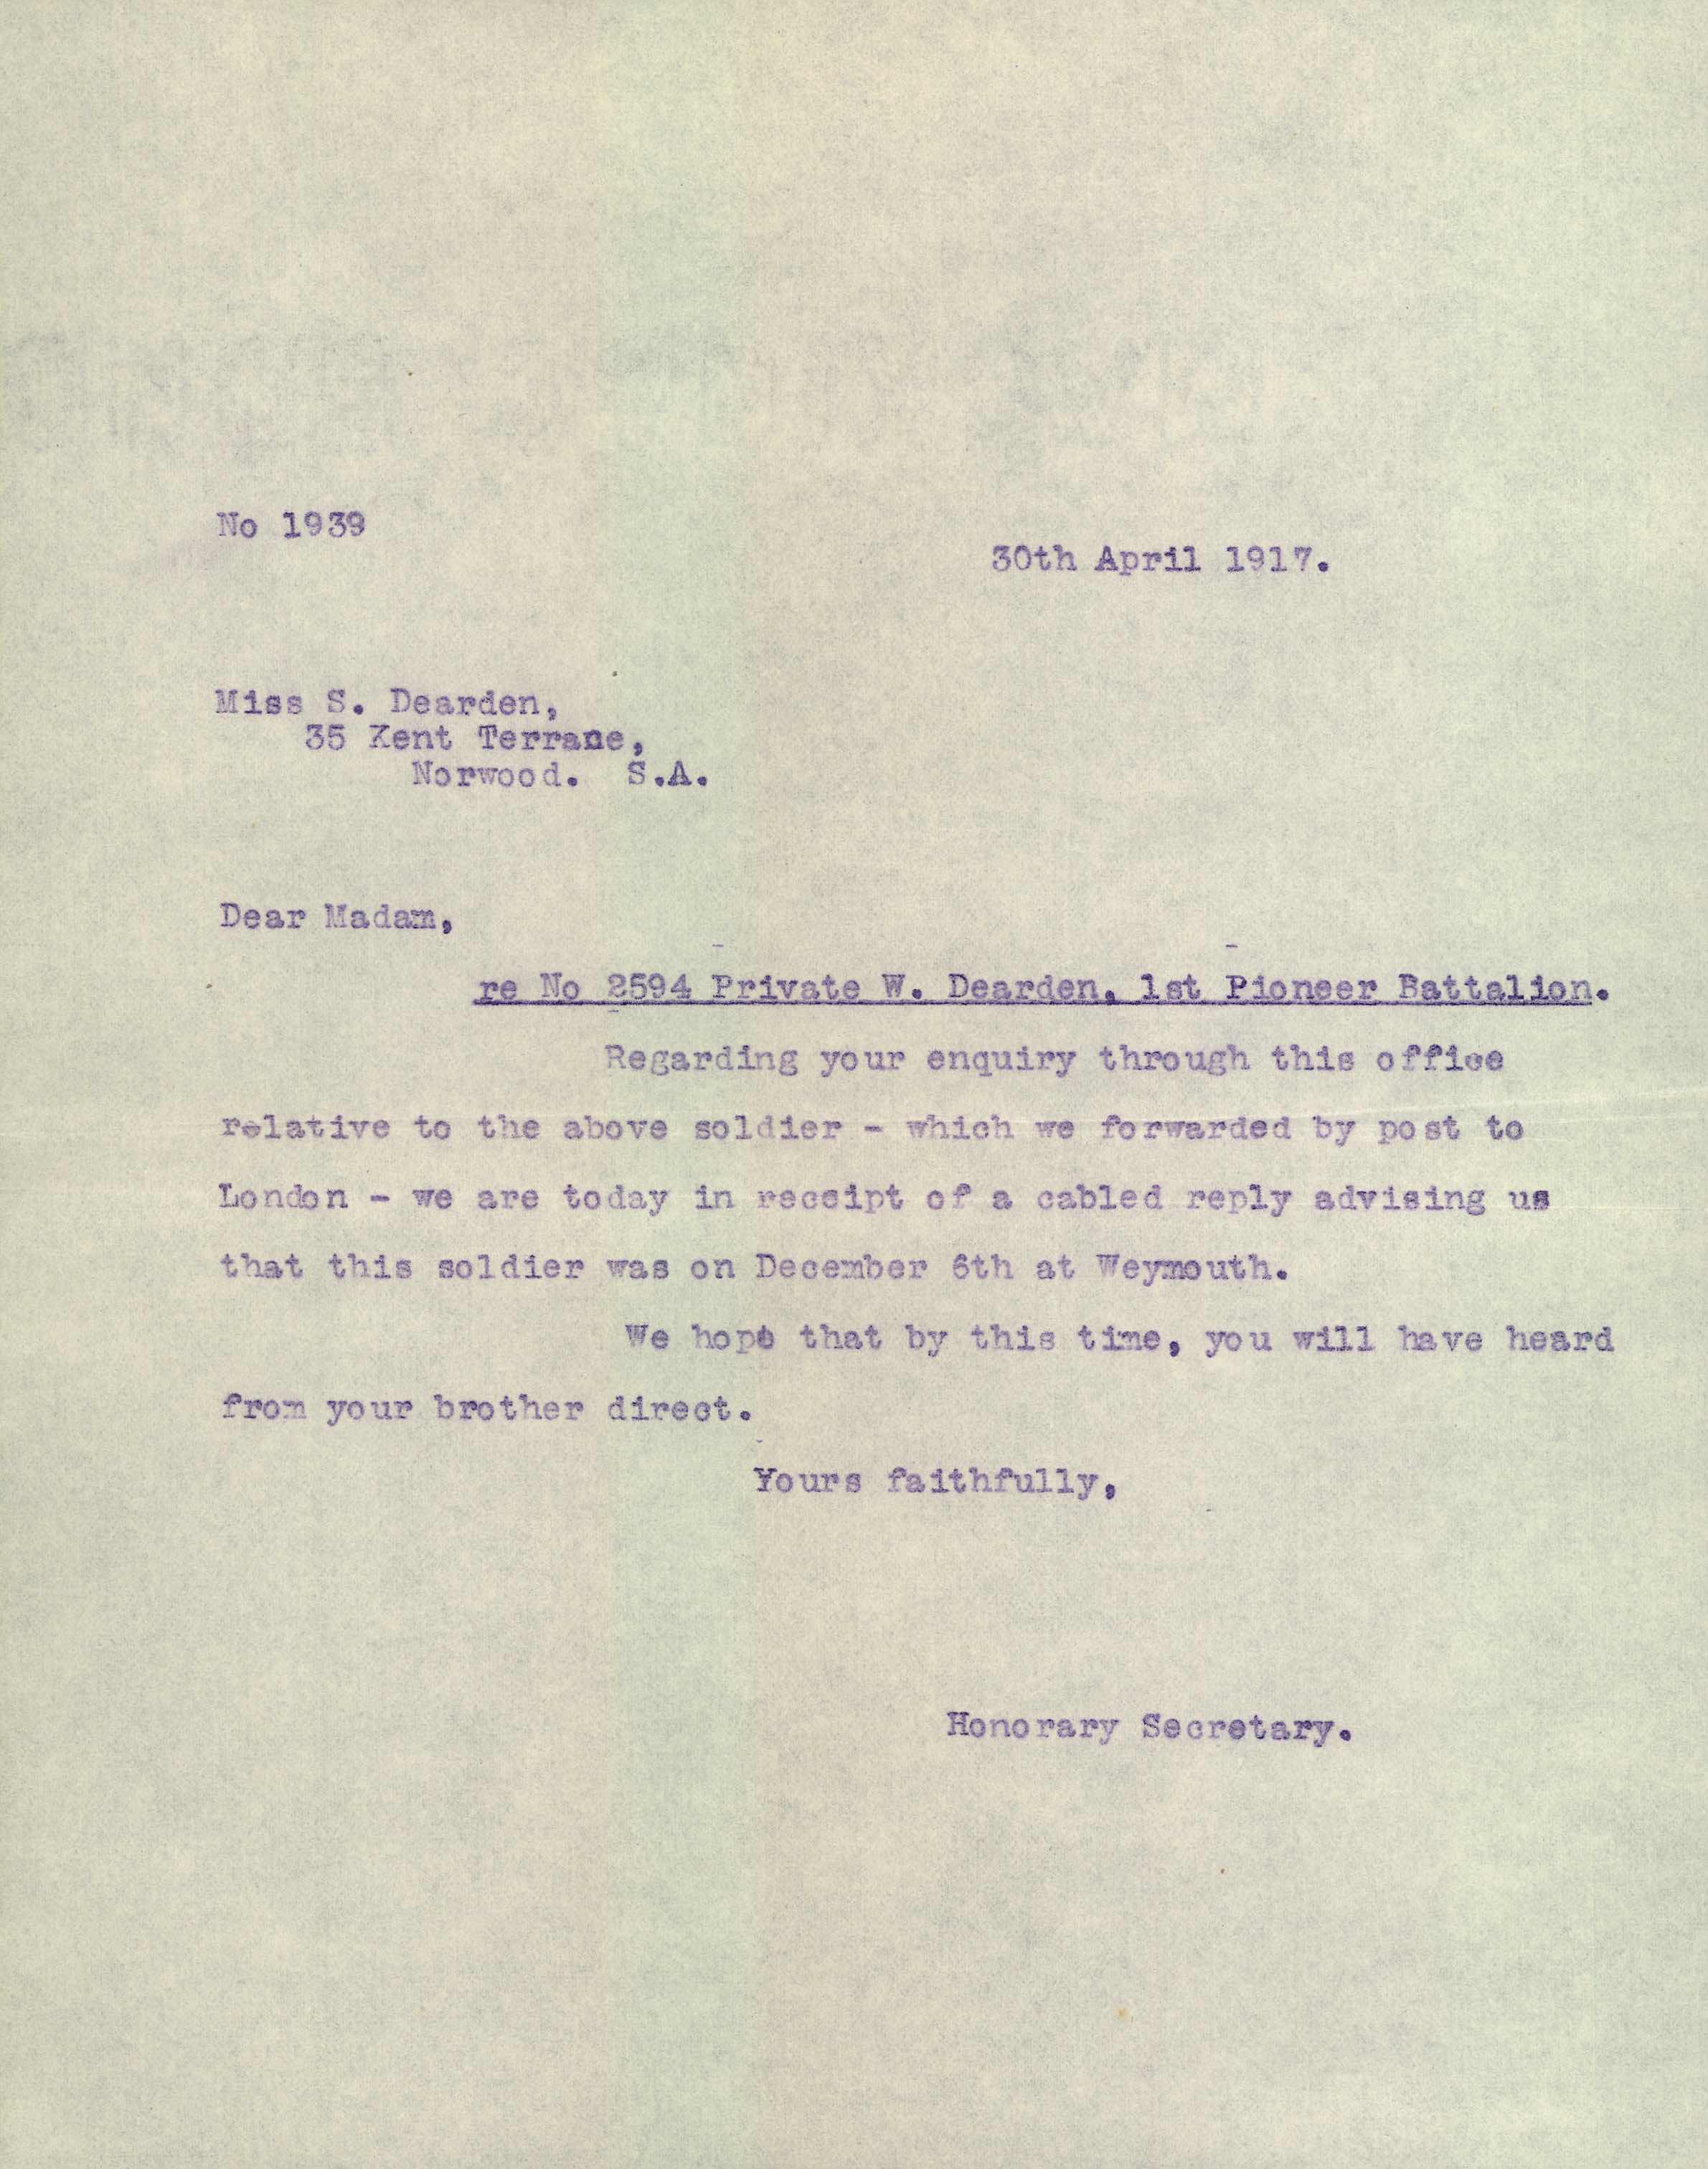 No 1939
30th April 1917.
Miss S. Dearden,
35 Kent Terrace,
Norwood. S.A.
Dear Madam,
re No 2594 Private W. Dearden, 1st Pioneer Battalion.
Regarding your enquiry through this office
relative to the above soldier - which we forwarded by post to
London - we are today in receipt of a cabled reply advising us
that this soldier was on December 6th at Weymouth.
We hope that by this time, you will have heard
from your brother direct.
Yours faithfully,
Honorary Secretary.